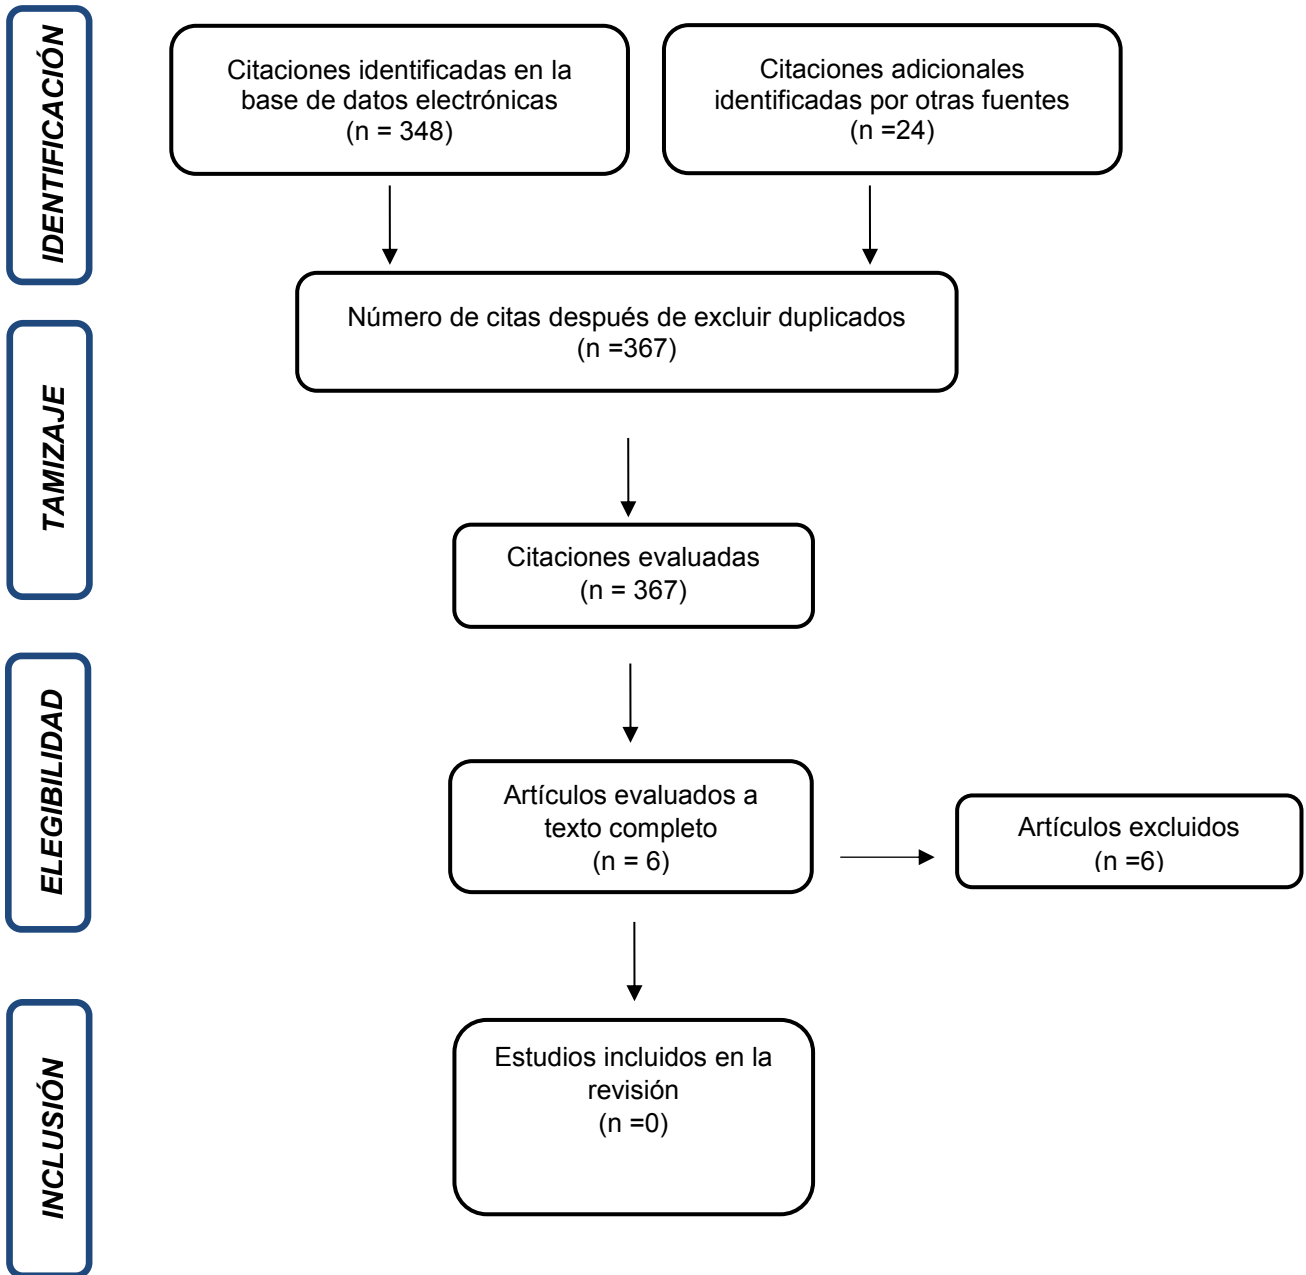 IDENTIFICACIÓN
Citaciones identificadas en la
base de datos electrónicas
(n = 348)
Citaciones adicionales
identificadas por otras fuentes
(n =24)
Número de citas después de excluir duplicados
(n =367)
TAMIZAJE
Citaciones evaluadas
(n = 367)
ELEGIBILIDAD
Artículos evaluados a
texto completo
(n = 6)
Artículos excluidos
(n =6)
INCLUSIÓN
Estudios incluidos en la
revisión
(n =0)